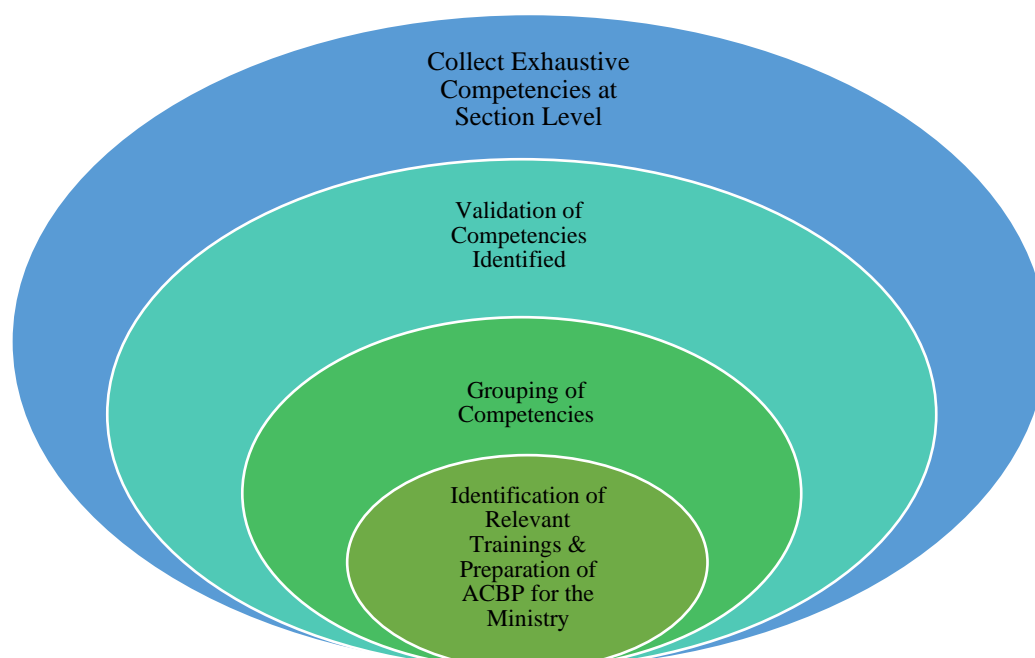 Collect Exhaustive
Competencies at
Section Level
Validation of
Competencies
Identified
Grouping of
Competencies
Identification of
Relevant
Trainings &
Preparation of
ACBP for the
Ministry